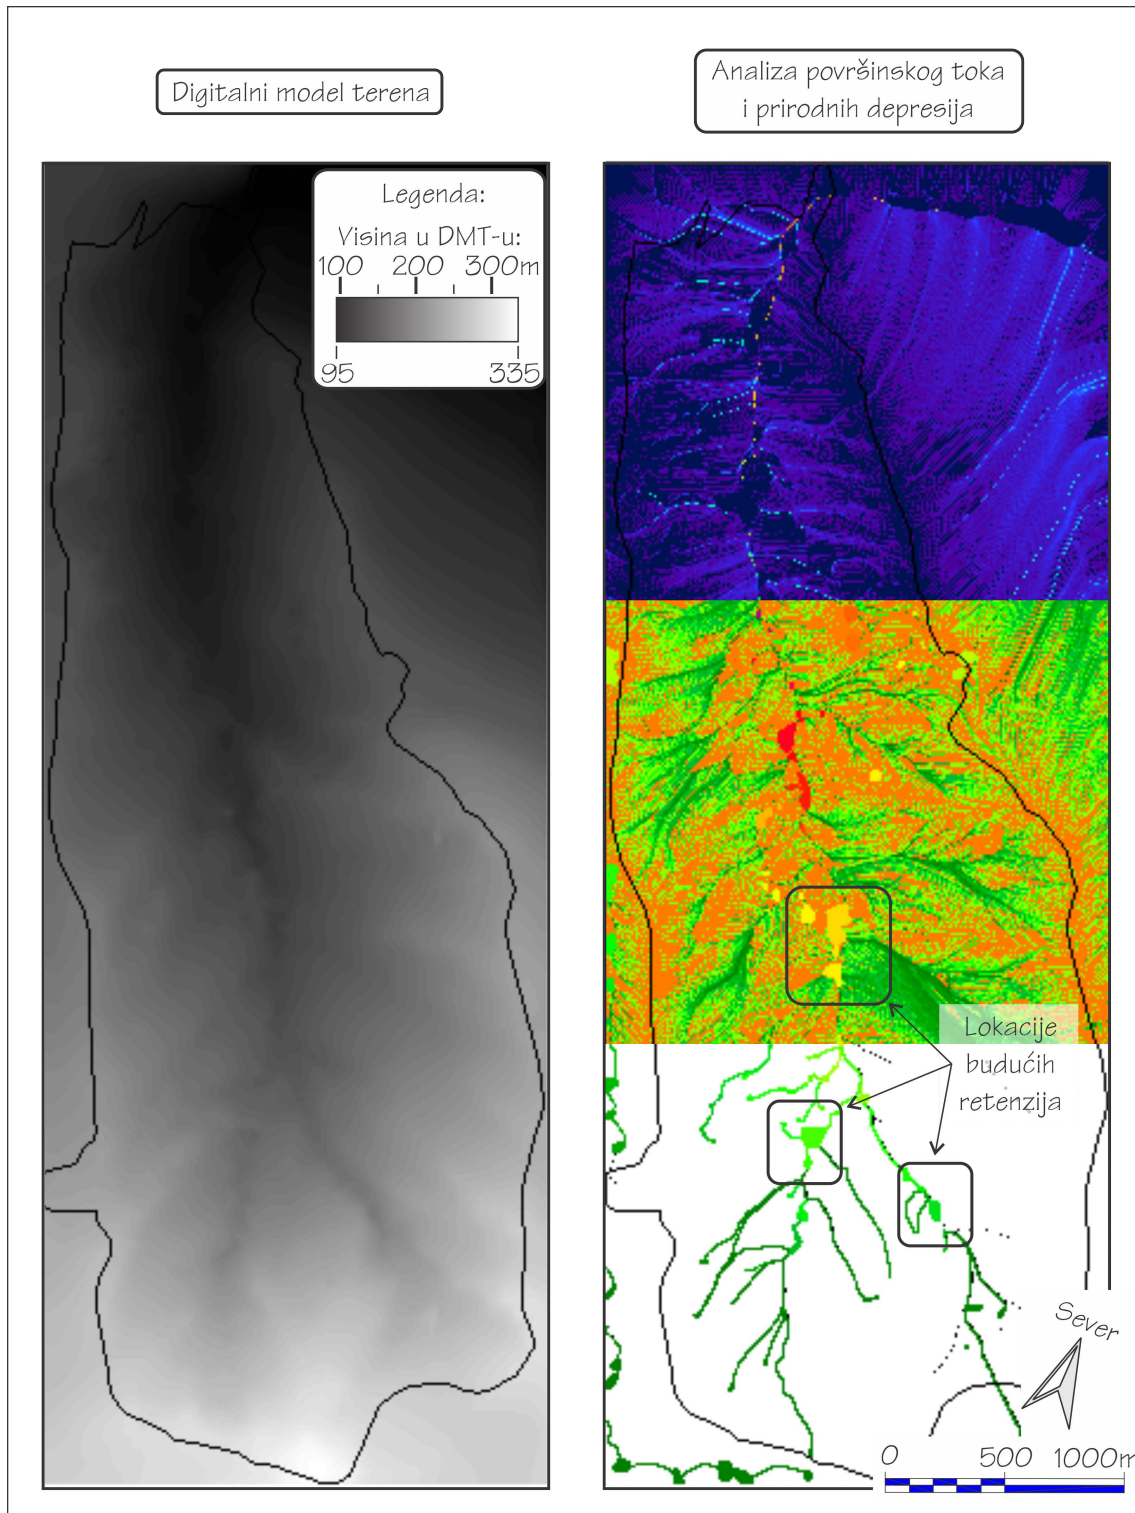 Digitalni model terena
Analiza površinskog toka
i prirodnih depresija
Legenda:
Visina u DMT-u:
100 200 300m
95 335
Lokacije
budućih
retenzija
Sever
0 500 1000m